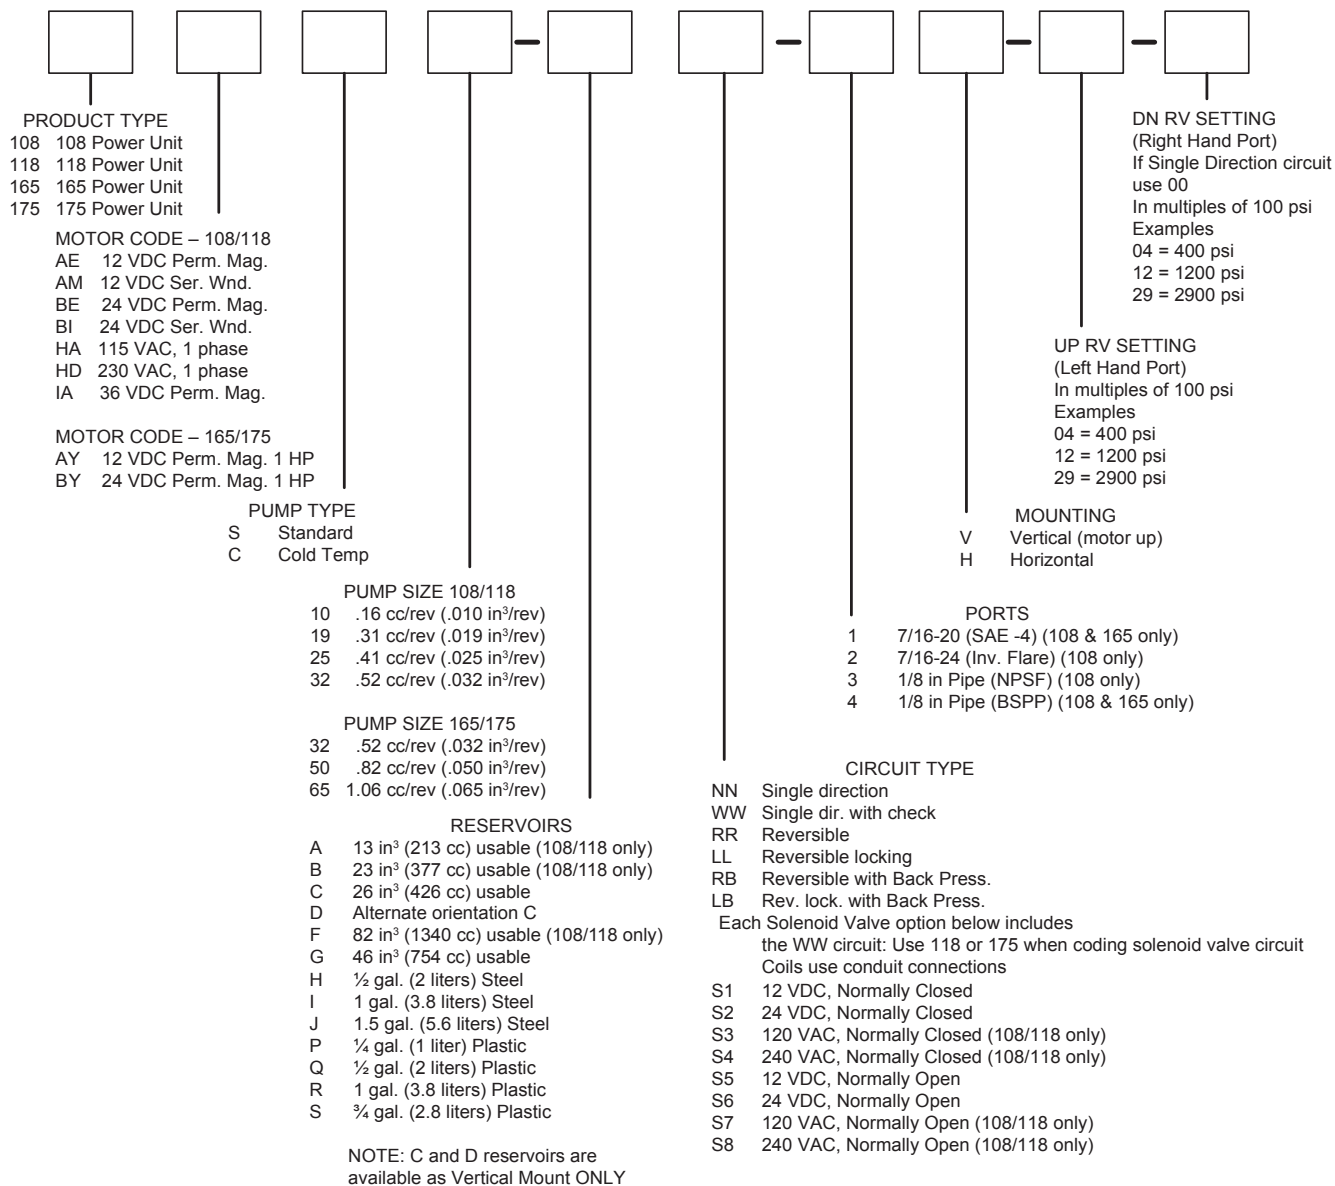 PRODUCT TYPE
108 108 Power Unit
118 118 Power Unit
165 165 Power Unit
175 175 Power Unit
MOTOR CODE – 108/118
AE 12 VDC Perm. Mag.
AM 12 VDC Ser. Wnd.
BE 24 VDC Perm. Mag.
BI 24 VDC Ser. Wnd.
HA 115 VAC, 1 phase
HD 230 VAC, 1 phase
IA 36 VDC Perm. Mag.
MOTOR CODE – 165/175
AY 12 VDC Perm. Mag. 1 HP
BY 24 VDC Perm. Mag. 1 HP
PUMP TYPE
S Standard
C Cold Temp
PUMP SIZE 108/118
10 .16 cc/rev (.010 in³/rev)
19 .31 cc/rev (.019 in³/rev)
25 .41 cc/rev (.025 in³/rev)
32 .52 cc/rev (.032 in³/rev)
PUMP SIZE 165/175
32 .52 cc/rev (.032 in³/rev)
50 .82 cc/rev (.050 in³/rev)
65 1.06 cc/rev (.065 in³/rev)
RESERVOIRS
A 13 in³ (213 cc) usable (108/118 only)
B 23 in³ (377 cc) usable (108/118 only)
C 26 in³ (426 cc) usable
D Alternate orientation C
F 82 in³ (1340 cc) usable (108/118 only)
G 46 in³ (754 cc) usable
H ½ gal. (2 liters) Steel
I 1 gal. (3.8 liters) Steel
J 1.5 gal. (5.6 liters) Steel
P ¼ gal. (1 liter) Plastic
Q ½ gal. (2 liters) Plastic
R 1 gal. (3.8 liters) Plastic
S ¾ gal. (2.8 liters) Plastic
NOTE: C and D reservoirs are
available as Vertical Mount ONLY
DN RV SETTING
(Right Hand Port)
If Single Direction circuit
use 00
In multiples of 100 psi
Examples
04 = 400 psi
12 = 1200 psi
29 = 2900 psi
UP RV SETTING
(Left Hand Port)
In multiples of 100 psi
Examples
04 = 400 psi
12 = 1200 psi
29 = 2900 psi
MOUNTING
V Vertical (motor up)
H Horizontal
PORTS
1 7/16-20 (SAE -4) (108 & 165 only)
2 7/16-24 (Inv. Flare) (108 only)
3 1/8 in Pipe (NPSF) (108 only)
4 1/8 in Pipe (BSPP) (108 & 165 only)
CIRCUIT TYPE
NN Single direction
WW Single dir. with check
RR Reversible
LL Reversible locking
RB Reversible with Back Press.
LB Rev. lock. with Back Press.
Each Solenoid Valve option below includes
the WW circuit: Use 118 or 175 when coding solenoid valve circuit
Coils use conduit connections
S1 12 VDC, Normally Closed
S2 24 VDC, Normally Closed
S3 120 VAC, Normally Closed (108/118 only)
S4 240 VAC, Normally Closed (108/118 only)
S5 12 VDC, Normally Open
S6 24 VDC, Normally Open
S7 120 VAC, Normally Open (108/118 only)
S8 240 VAC, Normally Open (108/118 only)